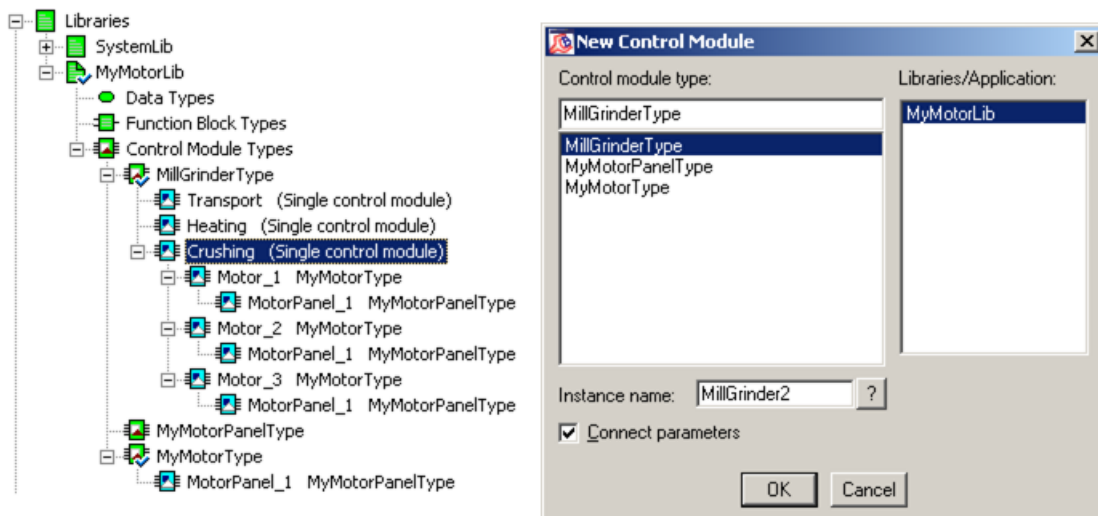 Libraries
SystemLib
MyMotorLib
Data Types
Function Block Types
Control Module Types
MillGrinderType
Transport (Single control module)
Heating (Single control module)
Crushing (Single control module)
Motor_1 MyMotorType
MotorPanel_1 MyMotorPanelType
Motor_2 MyMotorType
MotorPanel_1 MyMotorPanelType
Motor_3 MyMotorType
MotorPanel_1 MyMotorPanelType
MyMotorPanelType
MyMotorType
MotorPanel_1 MyMotorPanelType
New Control Module
Control module type:
MillGrinderType
MillGrinderType
MyMotorPanelType
MyMotorType
Libraries/Application:
MyMotorLib
Instance name: MillGrinder2 ?
Connect parameters
OK Cancel